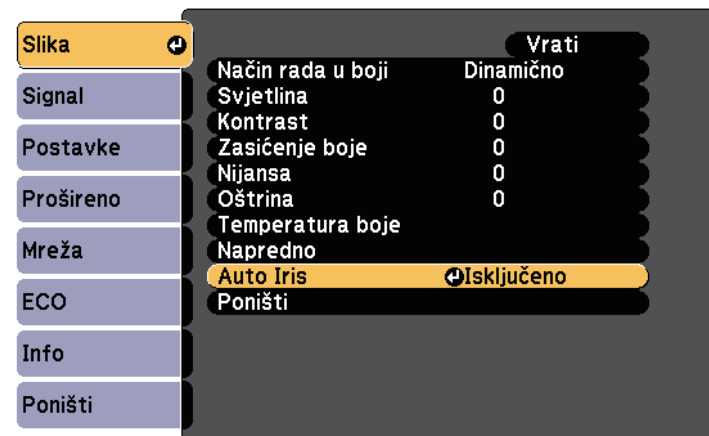 Slika
Signal
Postavke
Prošireno
Mreža
ECO
Info
Poništi
Vrati
Način rada u boji Dinamično
Svjetlina 0
Kontrast 0
Zasićenje boje 0
Nijansa 0
Oštrina 0
Temperatura boje
Napredno
Auto Iris Isključeno
Poništi